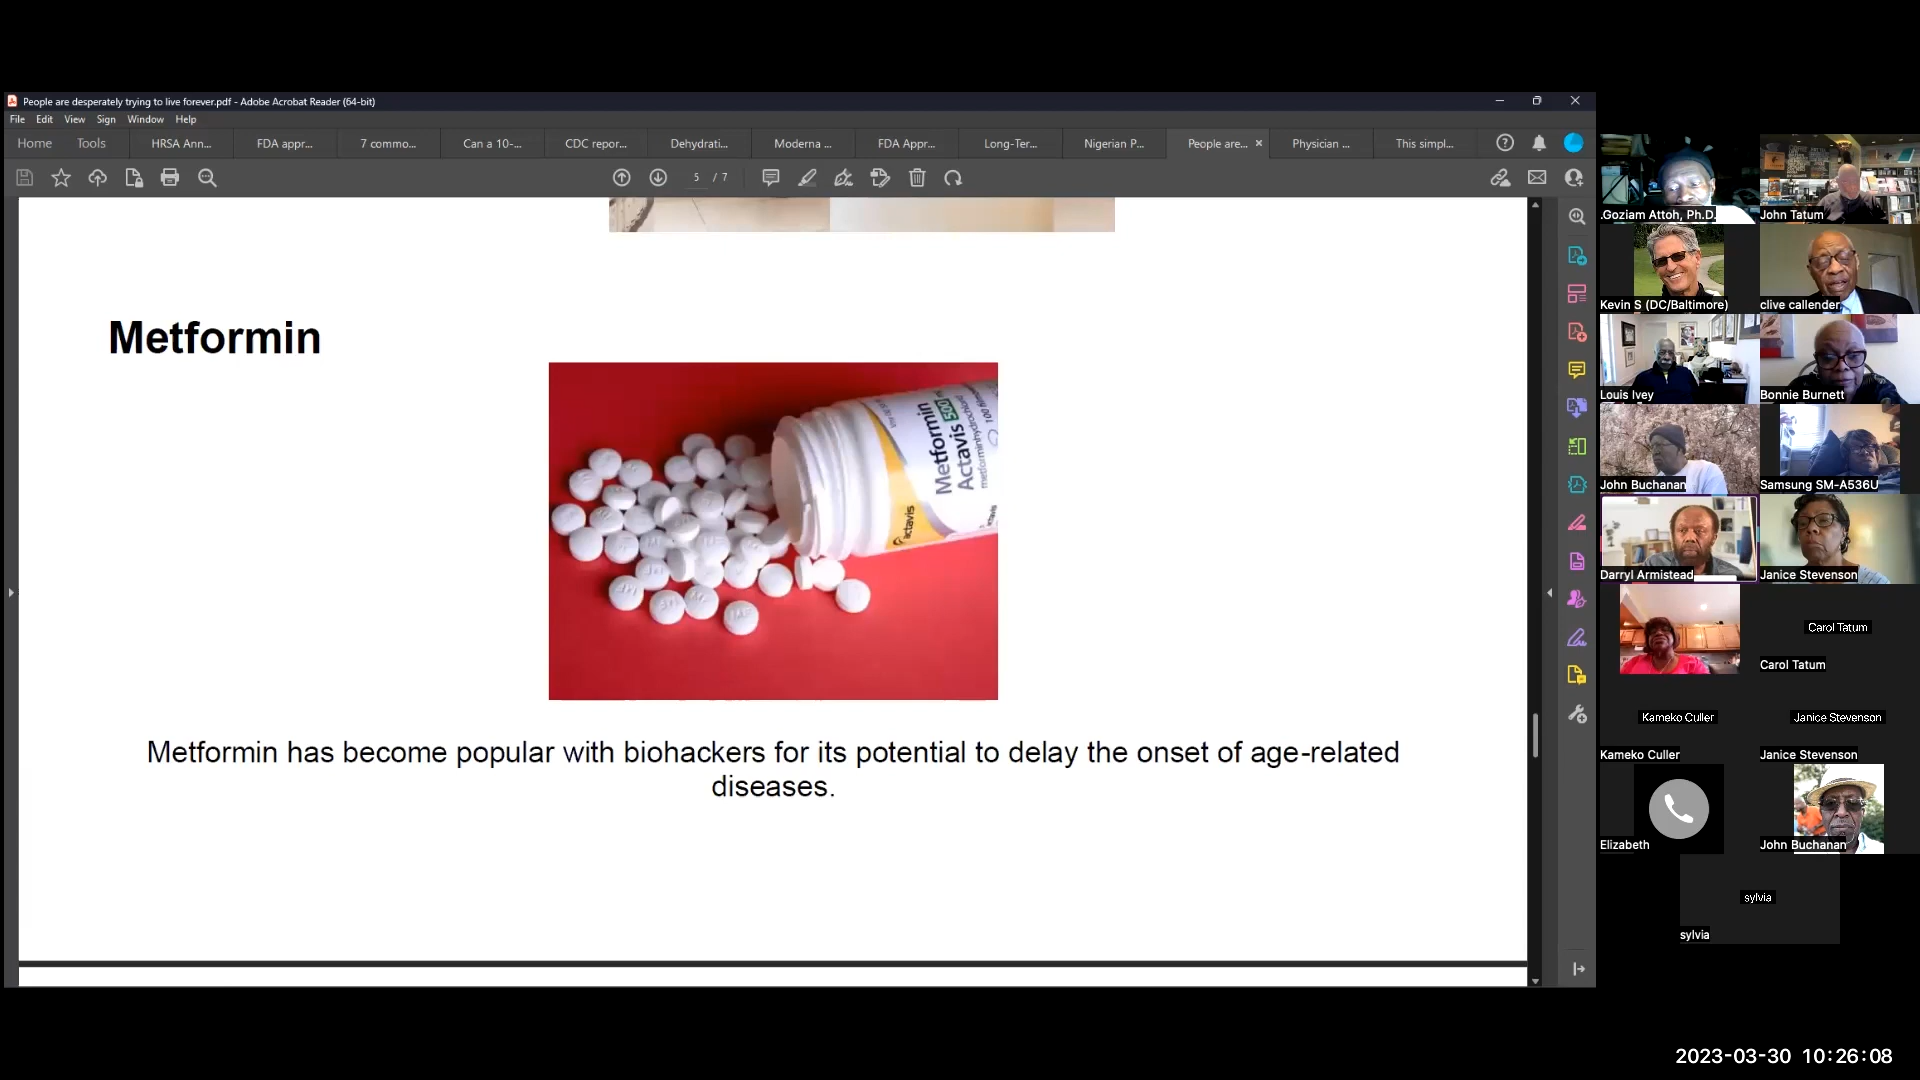 People are desperately trying to live forever.pdf - Adobe Acrobat Reader (64-bit)
File Edit View Sign Window Help
Home Tools HRSA Ann... FDA appr... 7 commo... Can a 10-... CDC repor... Dehydrati... Moderna ... FDA Appr... Long-Ter... Nigerian P... People are... Physician ... This simpl...
5 / 7
Metformin
Metformin
Actavis 500
metforminhydrochlorid
actavis
Metformin has become popular with biohackers for its potential to delay the onset of age-related
diseases.
.Goziam Attoh, Ph.D.
John Tatum
Kevin S (DC/Baltimore)
clive callender
Louis Ivey
Bonnie Burnett
John Buchanan
Samsung SM-A536U
Darryl Armistead
Janice Stevenson
Carol Tatum
Carol Tatum
Kameko Culler
Janice Stevenson
Kameko Culler
Janice Stevenson
Elizabeth
John Buchanan
sylvia
sylvia
2023-03-30 10:26:08